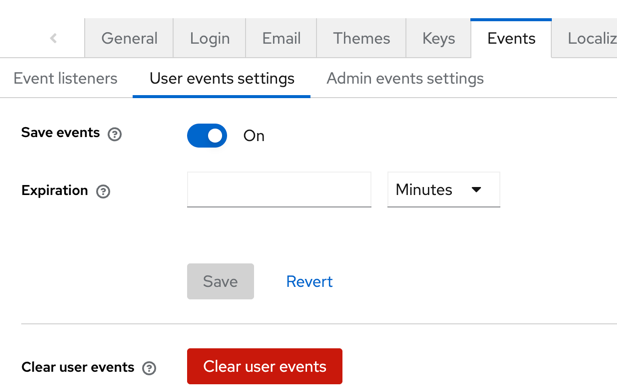 General Login Email Themes Keys Events Localiz
Event listeners User events settings Admin events settings
Save events On
Expiration Minutes
Save Revert
Clear user events Clear user events